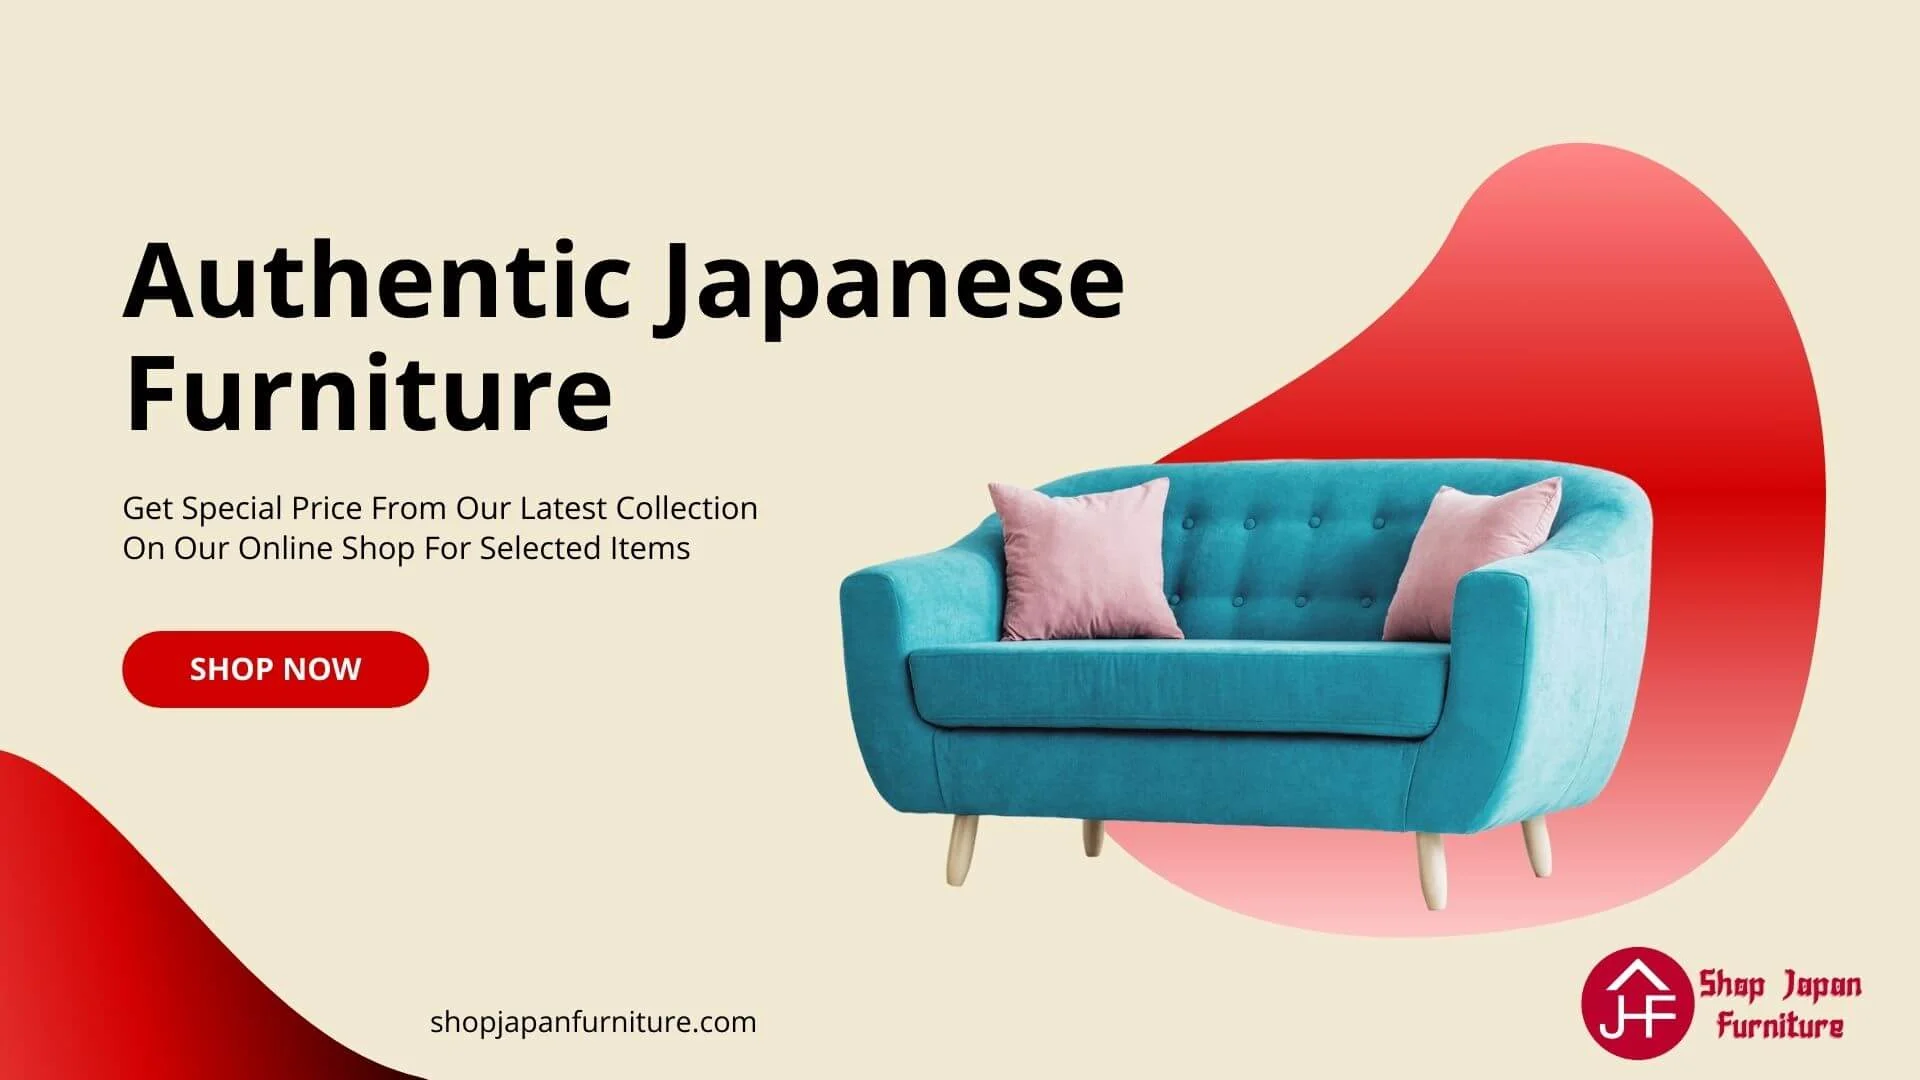 Authentic Japanese
Furniture
Get Special Price From Our Latest Collection
On Our Online Shop For Selected Items
SHOP NOW
shopjapanfurniture.com
JHF
Shop Japan
Furniture